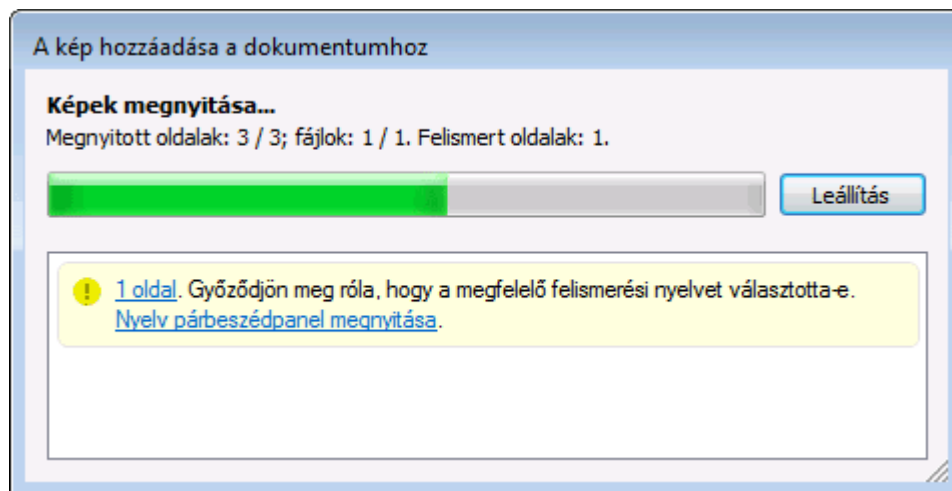 A kép hozzáadása a dokumentumhoz
Képek megnyitása...
Megnyitott oldalak: 3 / 3; fájlok: 1 / 1. Felismert oldalak: 1.
Leállítás
1 oldal. Győződjön meg róla, hogy a megfelelő felismerési nyelvet választotta-e.
Nyelv párbeszédpanel megnyitása.